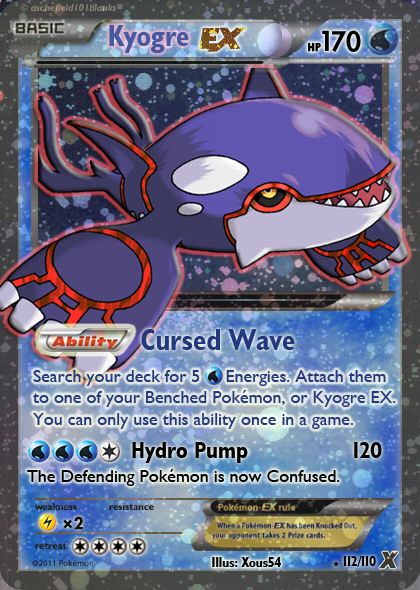 © aschefield101blanks
BASIC
Kyogre EX
HP170
Ability Cursed Wave
Search your deck for 5 Energies. Attach them
to one of your Benched Pokémon, or Kyogre EX.
You can only use this ability once in a game.
Hydro Pump 120
The Defending Pokémon is now Confused.
weakness resistance
×2
retreat
Pokémon-EX rule
When a Pokémon-EX has been Knocked Out,
your opponent takes 2 Prize cards.
©2011 Pokémon
Illus: Xous54
★ 112/110 X